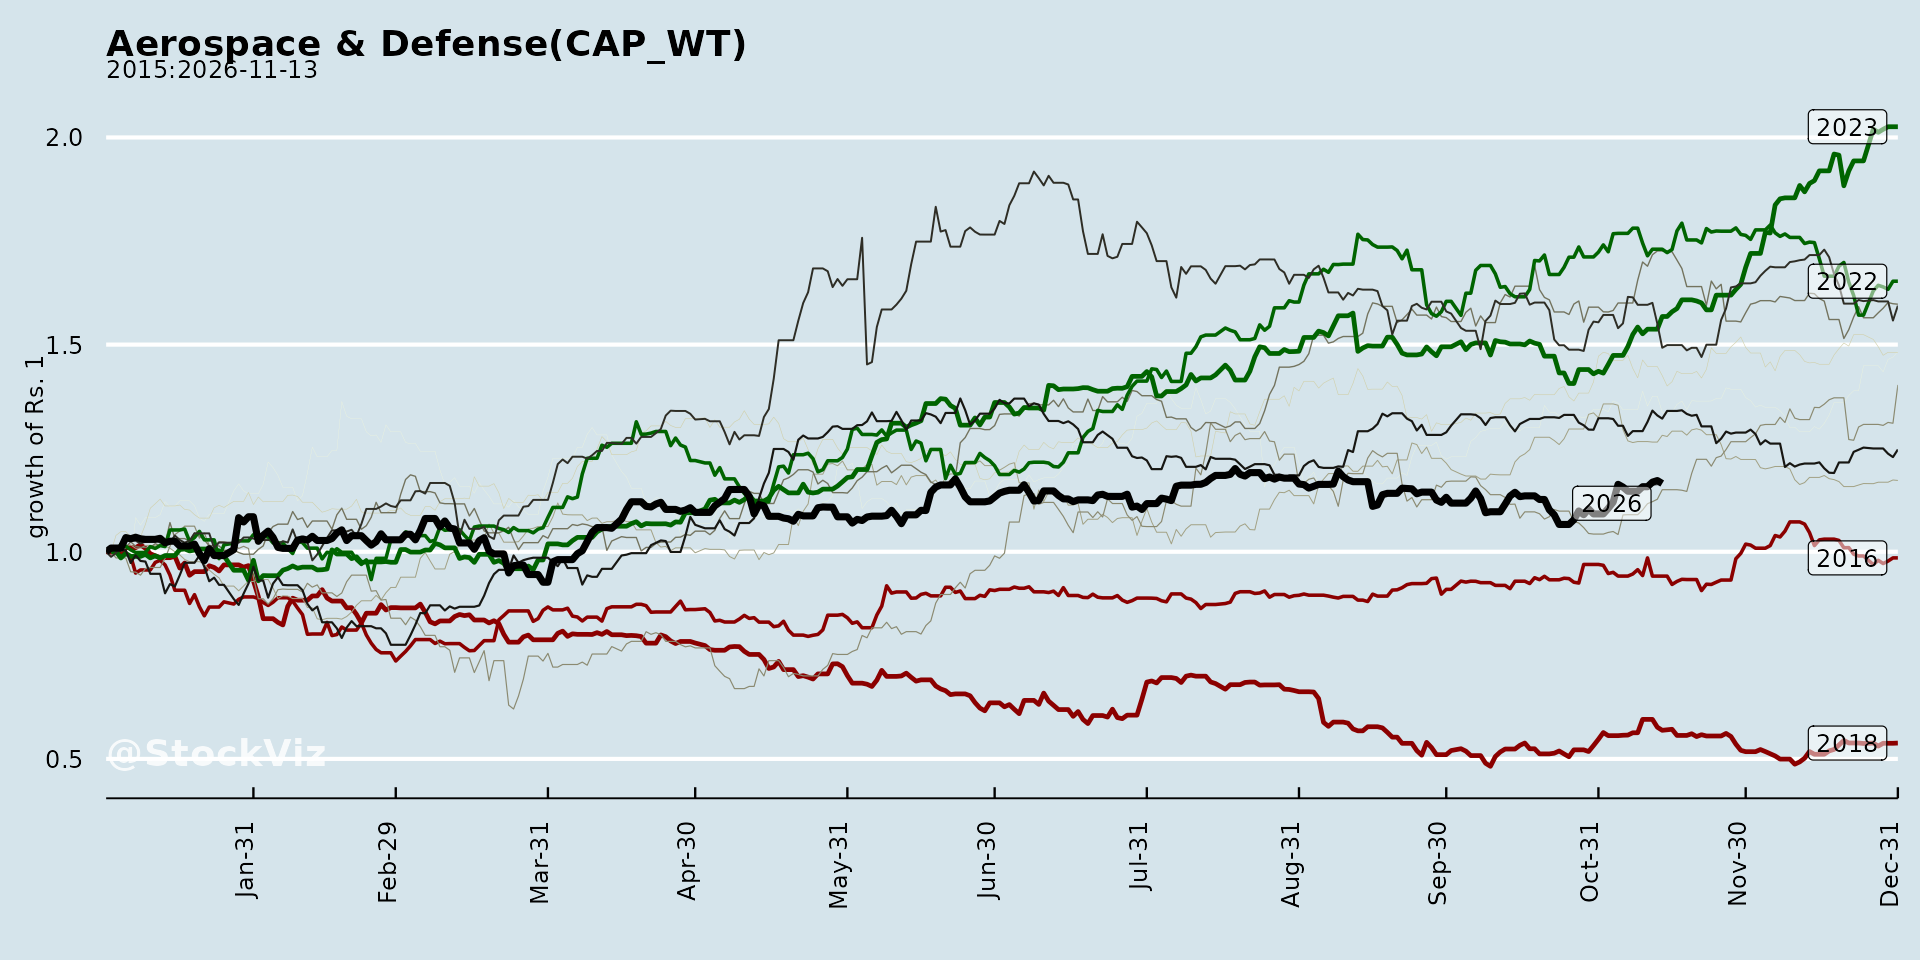 Aerospace & Defense(CAP_WT)
2015:2026-11-13
growth of Rs. 1
2.0
1.5
1.0
0.5
2023
2022
2026
2016
2018
@StockViz
Jan-31
Feb-29
Mar-31
Apr-30
May-31
Jun-30
Jul-31
Aug-31
Sep-30
Oct-31
Nov-30
Dec-31